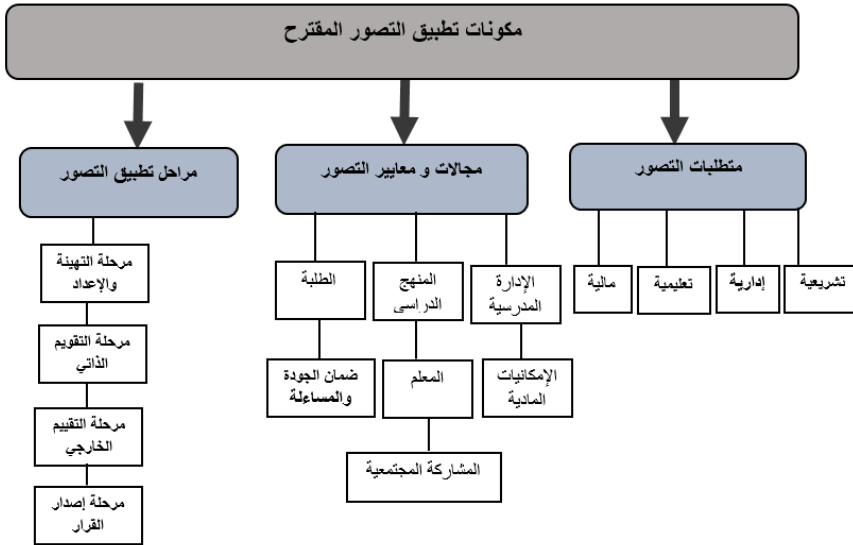 مكونات تطبيق التصور المقترح
متطلبات التصور
مجالات و معايير التصور
مراحل تطبيق التصور
تشريعية
إدارية
تعليمية
مالية
الإدارة
المدرسية
المنهج
الدراسي
الطلبة
الإمكانيات
المادية
المعلم
ضمان الجودة
والمساءلة
المشاركة المجتمعية
مرحلة التهيئة
والإعداد
مرحلة التقويم
الذاتي
مرحلة التقييم
الخارجي
مرحلة إصدار
القرار